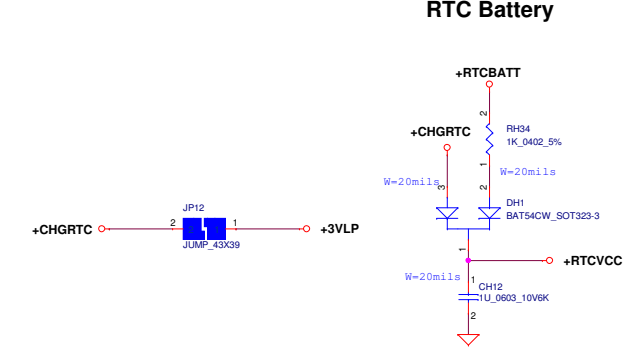 RTC Battery
+RTCBATT
2
RH34
1K_0402_5%
+CHGRTC
1
W=20mils
W=20mils
3
2
DH1
BAT54CW_SOT323-3
JP12
+CHGRTC
2
1
+3VLP
JUMP_43X39
1
+RTCVCC
W=20mils
1
CH12
.1U_0603_10V6K
2